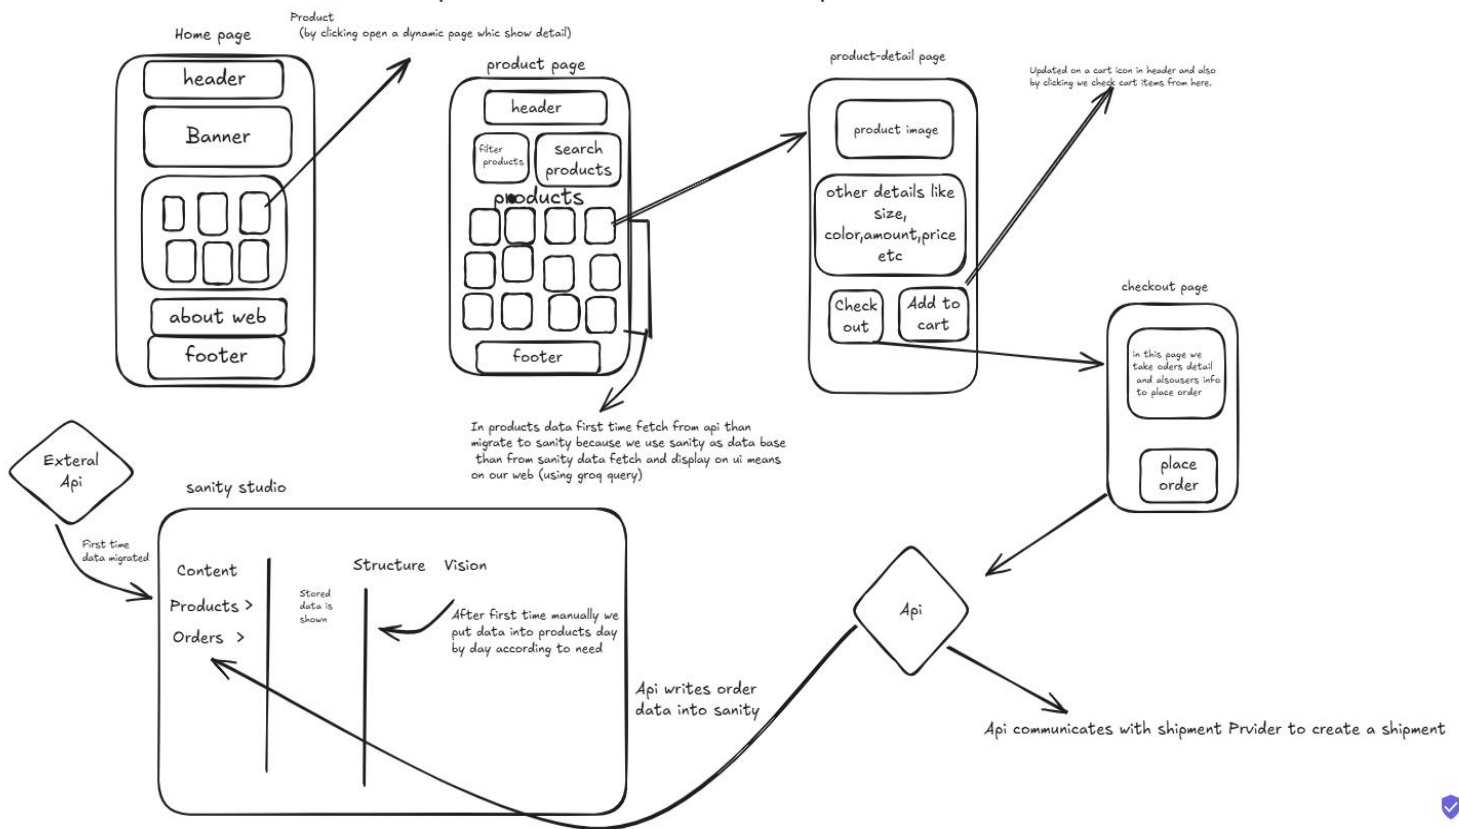 Home page
header
Banner
about web
footer
Product
(by clicking open a dynamic page whic show detail)
product page
header
filter
products
search
products
products
footer
In products data first time fetch from api than
migrate to sanity because we use sanity as data base
than from sanity data fetch and display on ui means
on our web (using groq query)
product-detail page
product image
other details like
size,
color,amount,price
etc
Check
out
Add to
cart
Updated on a cart icon in header and also
by clicking we check cart items from here.
checkout page
in this page we
take oders detail
and alsousers info
to place order
place
order
Exteral
Api
First time
data migrated
sanity studio
Content
Products >
Orders >
Stored
data is
shown
Structure
Vision
After first time manually we
put data into products day
by day according to need
Api writes order
data into sanity
Api
Api communicates with shipment Prvider to create a shipment